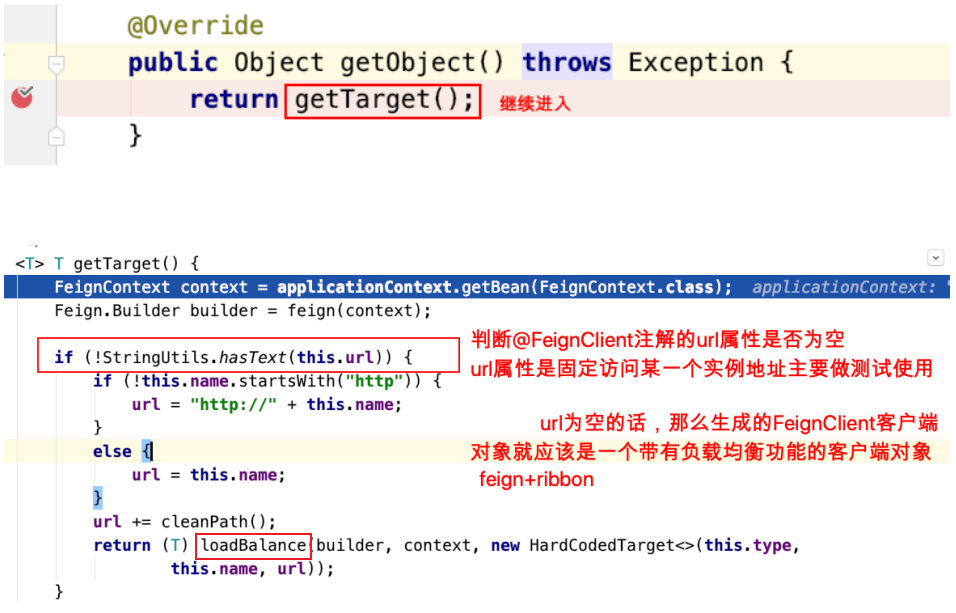 @Override
public Object getObject() throws Exception {
return getTarget(); 继续进入
}
<T> T getTarget() {
FeignContext context = applicationContext.getBean(FeignContext.class); applicationContext:
Feign.Builder builder = feign(context);
if (!StringUtils.hasText(this.url)) {
判断@FeignClient注解的url属性是否为空
url属性是固定访问某一个实例地址主要做测试使用
if (!this.name.startsWith("http")) {
url = "http://" + this.name;
}
url为空的话，那么生成的FeignClient客户端
对象就应该是一个带有负载均衡功能的客户端对象
feign+ribbon
else {
url = this.name;
}
url += cleanPath();
return (T) loadBalance(builder, context, new HardCodedTarget<>(this.type,
this.name, url));
}